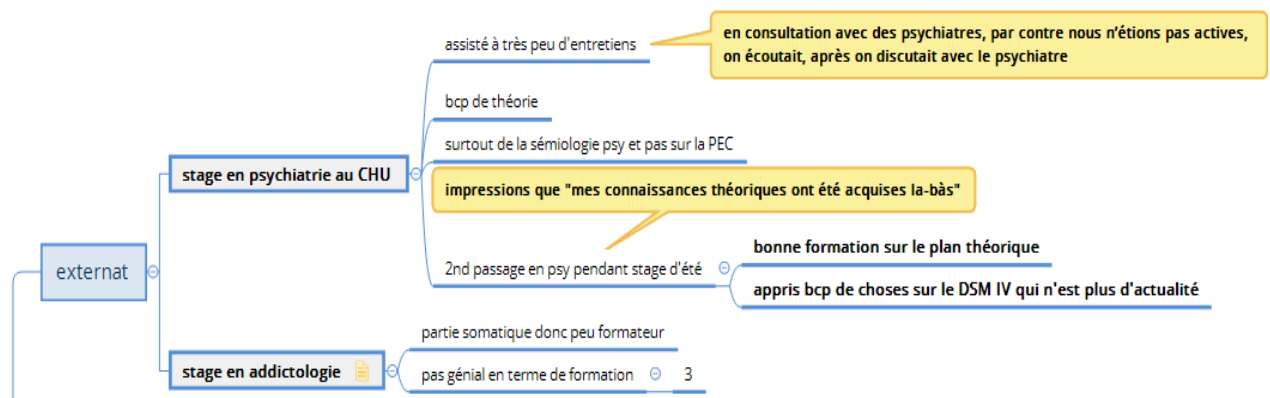 externat
stage en psychiatrie au CHU
assisté à très peu d'entretiens
en consultation avec des psychiatres, par contre nous n'étions pas actives,
on écoutait, après on discutait avec le psychiatre
bcp de théorie
surtout de la sémiologie psy et pas sur la PEC
impressions que "mes connaissances théoriques ont été acquises la-bàs"
2nd passage en psy pendant stage d'été
bonne formation sur le plan théorique
appris bcp de choses sur le DSM IV qui n'est plus d'actualité
stage en addictologie
partie somatique donc peu formateur
pas génial en terme de formation
3